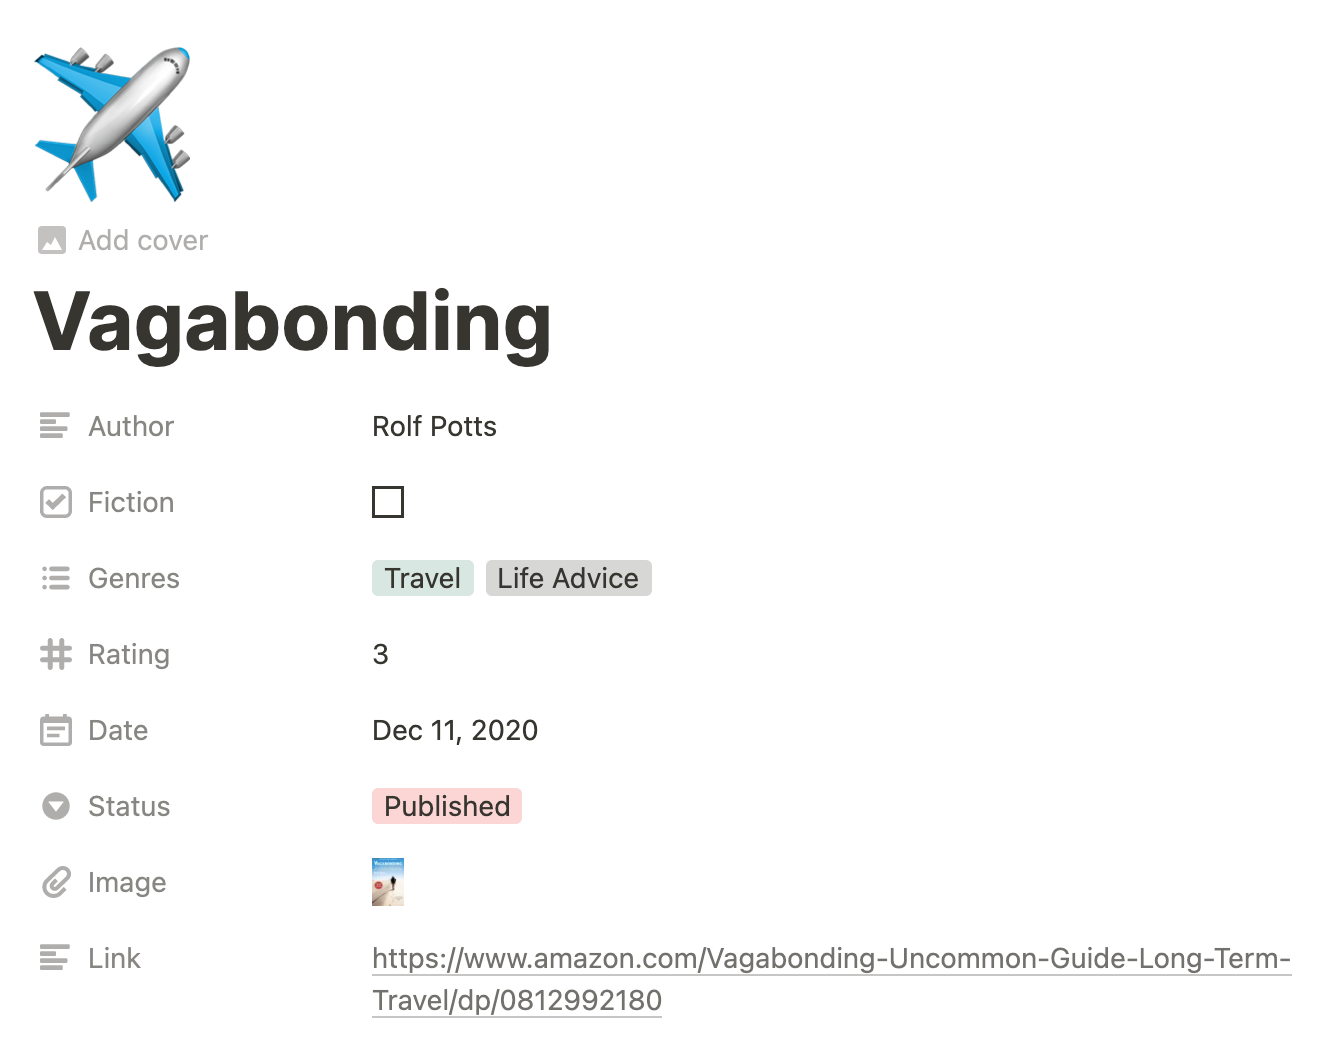 Add cover
Vagabonding
Author Rolf Potts
Fiction
Genres Travel Life Advice
Rating 3
Date Dec 11, 2020
Status Published
Image VAGABONDING
Link https://www.amazon.com/Vagabonding-Uncommon-Guide-Long-Term-
Travel/dp/0812992180